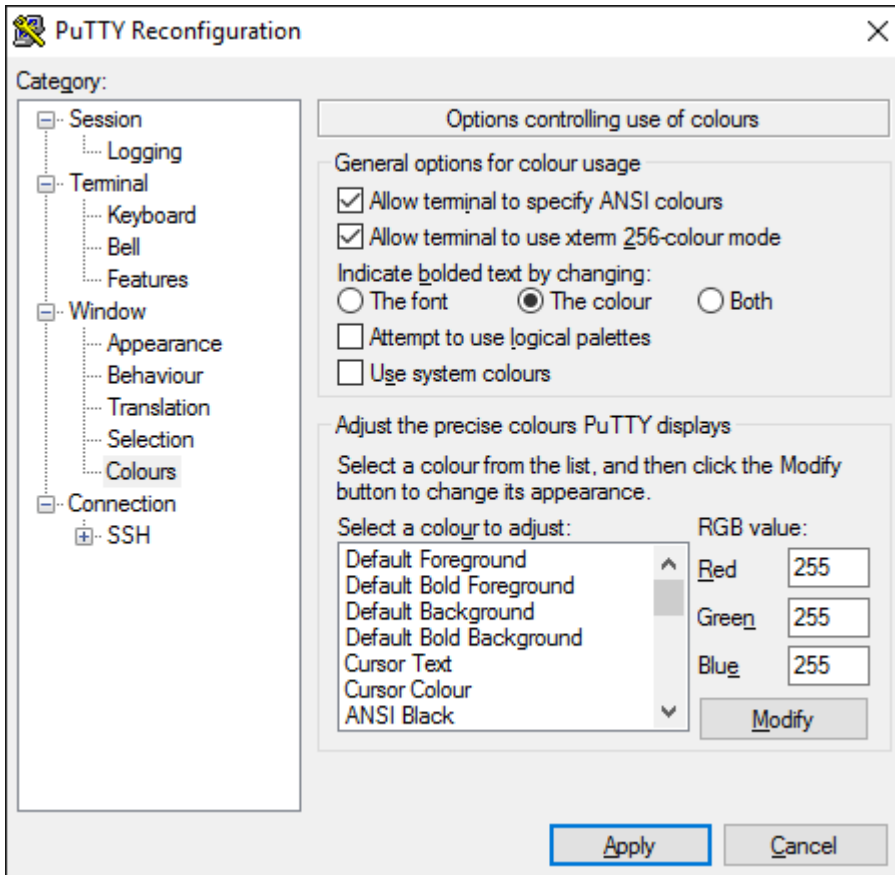 PuTTY Reconfiguration
Category:
Session
Logging
Terminal
Keyboard
Bell
Features
Window
Appearance
Behaviour
Translation
Selection
Colours
Connection
SSH
Options controlling use of colours
General options for colour usage
Allow terminal to specify ANSI colours
Allow terminal to use xterm 256-colour mode
Indicate bolded text by changing:
The font The colour Both
Attempt to use logical palettes
Use system colours
Adjust the precise colours PuTTY displays
Select a colour from the list, and then click the Modify
button to change its appearance.
Select a colour to adjust:
Default Foreground
Default Bold Foreground
Default Background
Default Bold Background
Cursor Text
Cursor Colour
ANSI Black
RGB value:
Red 255
Green 255
Blue 255
Modify
Apply Cancel